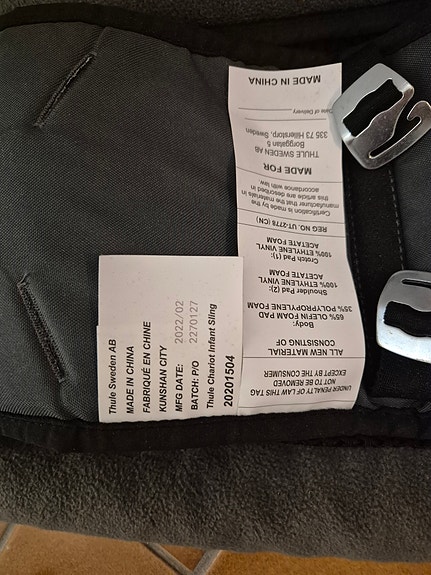 Thule Sweden AB
MADE IN CHINA
FABRIQUÉ EN CHINE
KUNSHAN CITY
MFG DATE: 2022/02
BATCH: P/O 2270127
Thule Chariot Infant Sling
20201504
UNDER PENALTY OF LAW THIS TAG
NOT TO BE REMOVED
EXCEPT BY THE CONSUMER
ALL NEW MATERIAL
CONSISTING OF
Body:
65% OLEFIN FOAM PAD
35% POLYPROPYLENE FOAM
Shoulder Pad (2):
100% ETHYLENE VINYL
ACETATE FOAM
Crotch Pad (1):
100% ETHYLENE VINYL
ACETATE FOAM
REG NO. UT-2778 (CN)
Certification is made by the
manufacturer that the materials in
this article are described in
accordance with law.
MADE FOR
THULE SWEDEN AB
Borggatan 5
335 73 Hillerstorp, Sweden
Date of Delivery
MADE IN CHINA